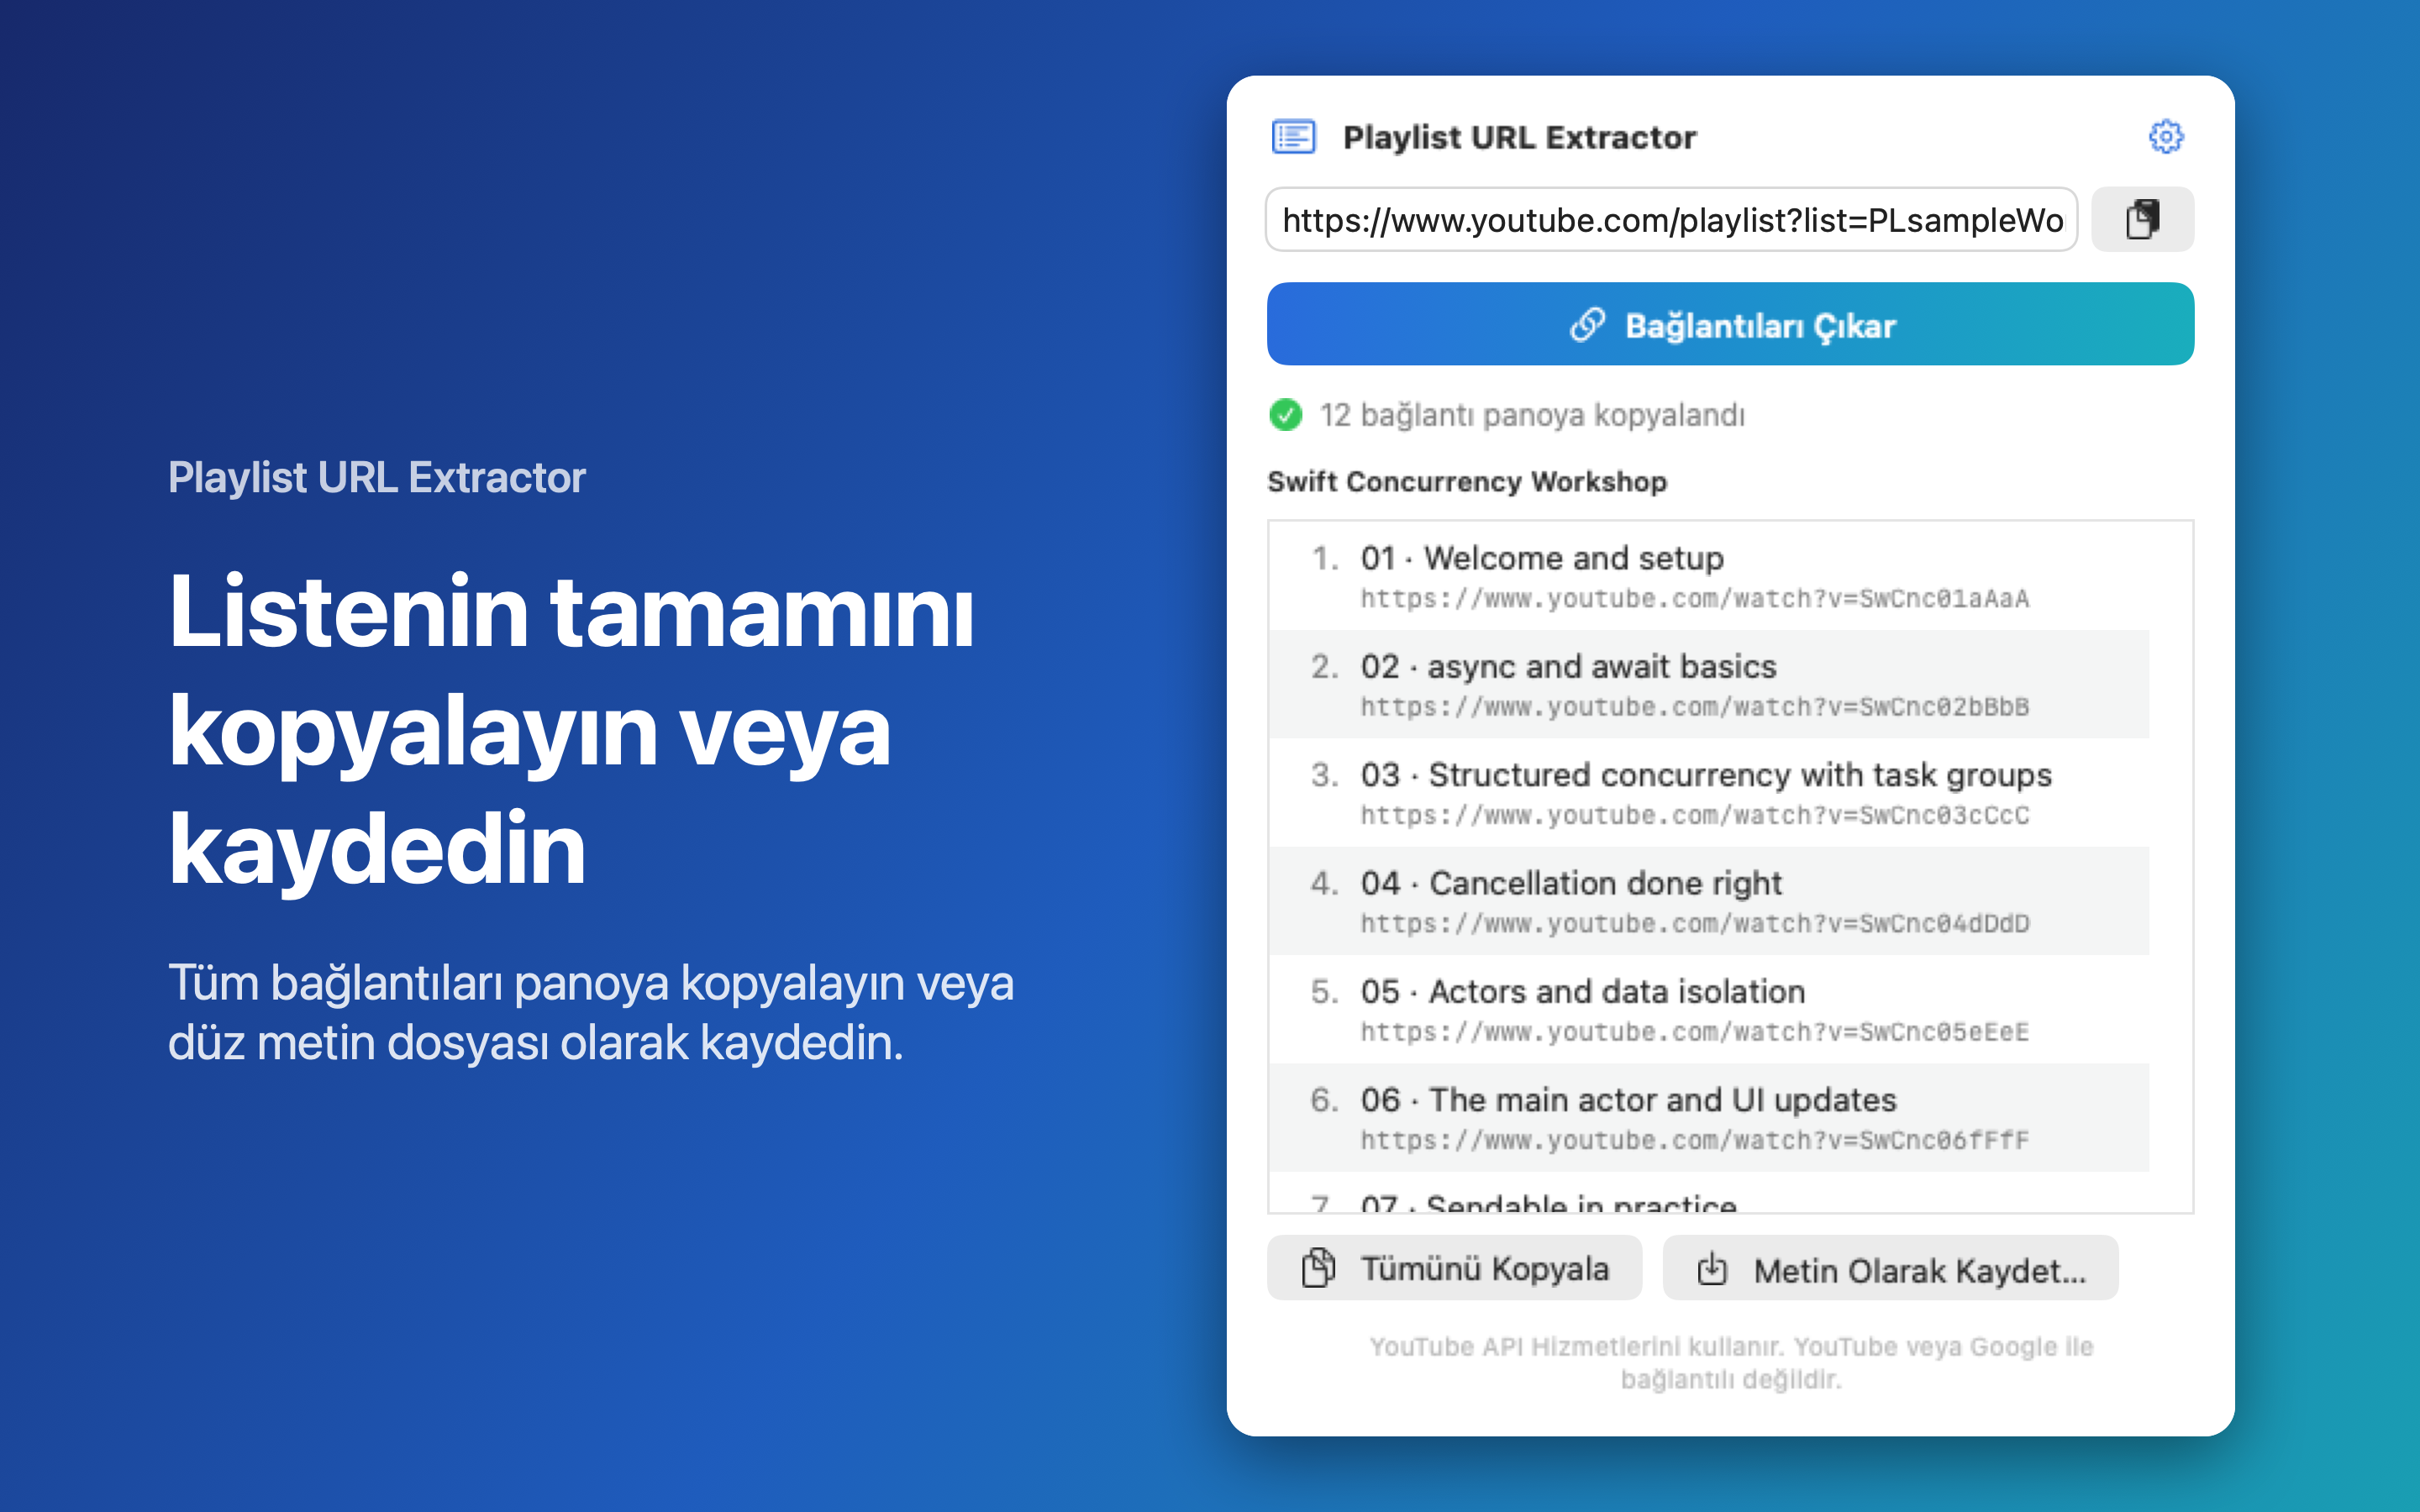 Playlist URL Extractor
Listenin tamamını
kopyalayın veya
kaydedin
Tüm bağlantıları panoya kopyalayın veya
düz metin dosyası olarak kaydedin.
Playlist URL Extractor
https://www.youtube.com/playlist?list=PLsampleWo
Bağlantıları Çıkar
12 bağlantı panoya kopyalandı
Swift Concurrency Workshop
1. 01 · Welcome and setup
https://www.youtube.com/watch?v=SwCnc01aAaA
2. 02 · async and await basics
https://www.youtube.com/watch?v=SwCnc02bBbB
3. 03 · Structured concurrency with task groups
https://www.youtube.com/watch?v=SwCnc03cCcC
4. 04 · Cancellation done right
https://www.youtube.com/watch?v=SwCnc04dDdD
5. 05 · Actors and data isolation
https://www.youtube.com/watch?v=SwCnc05eEeE
6. 06 · The main actor and UI updates
https://www.youtube.com/watch?v=SwCnc06fFfF
7. 07 · Sendable in practice
Tümünü Kopyala
Metin Olarak Kaydet...
YouTube API Hizmetlerini kullanır. YouTube veya Google ile
bağlantılı değildir.